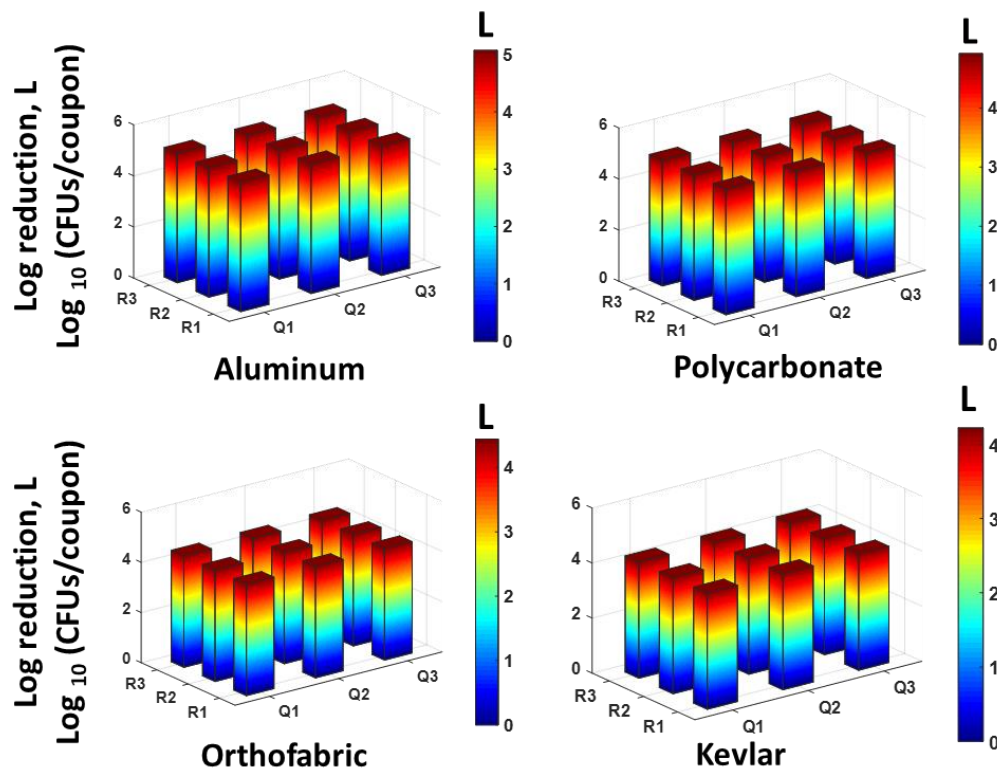 Log reduction, L
Log 10 (CFUs/coupon)
6
4
2
0
R3
R2
R1
Q1
Q2
Q3
Aluminum
L
5
4
3
2
1
0
6
4
2
0
R3
R2
R1
Q1
Q2
Q3
Polycarbonate
L
4
3
2
1
0
Log reduction, L
Log 10 (CFUs/coupon)
6
4
2
0
R3
R2
R1
Q1
Q2
Q3
Orthofabric
L
4
3
2
1
0
6
4
2
0
R3
R2
R1
Q1
Q2
Q3
Kevlar
L
4
3
2
1
0